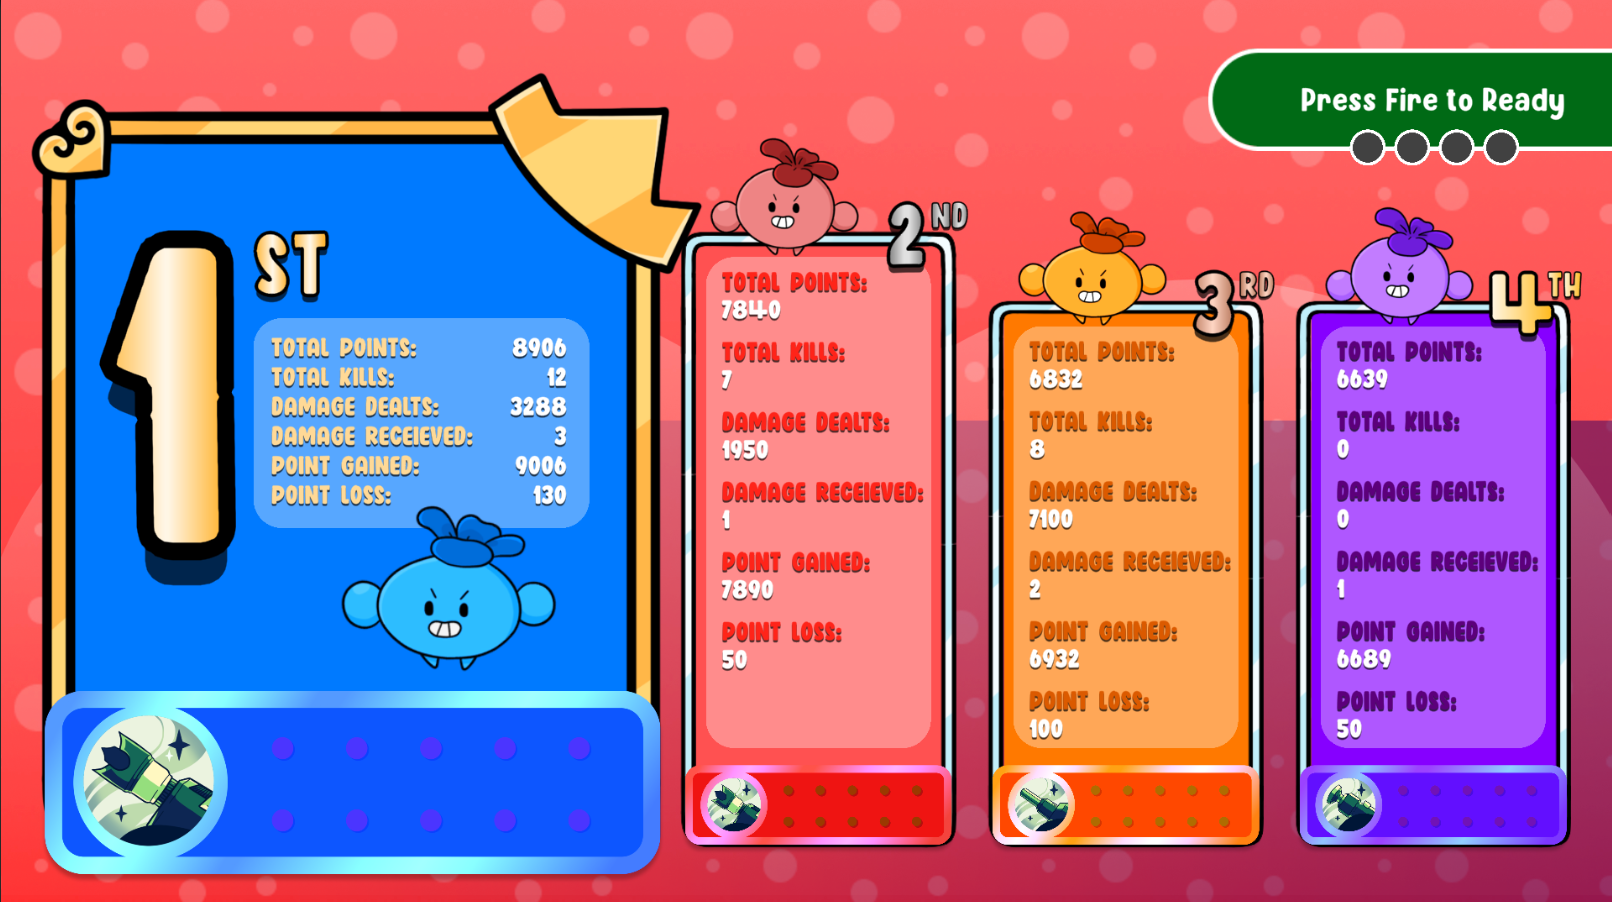 Press Fire to Ready
1ST
TOTAL POINTS: 8906
TOTAL KILLS: 12
DAMAGE DEALTS: 3288
DAMAGE RECEIEVED: 3
POINT GAINED: 9006
POINT LOSS: 130
2ND
TOTAL POINTS:
7840
TOTAL KILLS:
7
DAMAGE DEALTS:
1950
DAMAGE RECEIEVED:
1
POINT GAINED:
7890
POINT LOSS:
50
3RD
TOTAL POINTS:
6832
TOTAL KILLS:
8
DAMAGE DEALTS:
7100
DAMAGE RECEIEVED:
2
POINT GAINED:
6932
POINT LOSS:
100
4TH
TOTAL POINTS:
6639
TOTAL KILLS:
0
DAMAGE DEALTS:
0
DAMAGE RECEIEVED:
1
POINT GAINED:
6689
POINT LOSS:
50